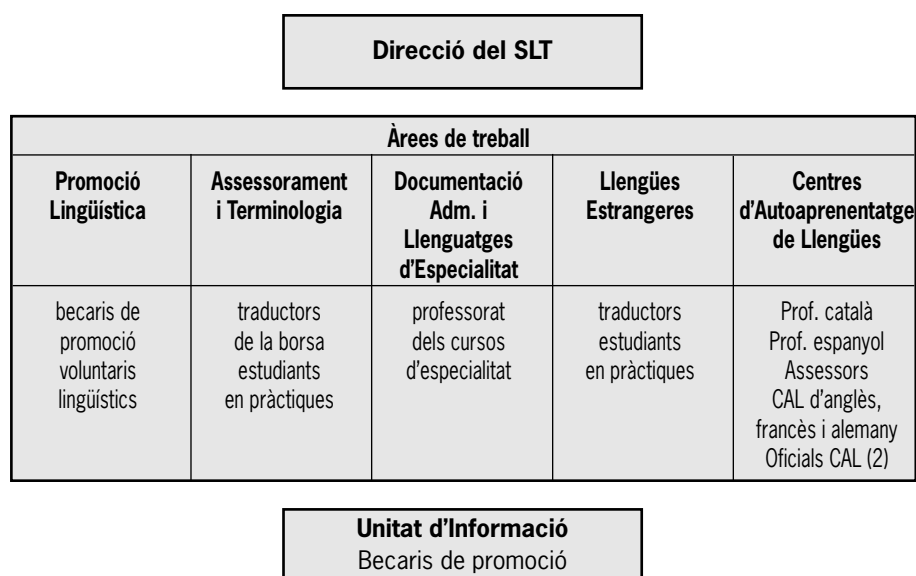 Direcció del SLT
Àrees de treball
Promoció
Lingüística
Assessorament
i Terminologia
Documentació
Adm. i
Llenguatges
d'Especialitat
Llengües
Estrangeres
Centres
d'Autoaprenentatge
de Llengües
becaris de
promoció
voluntaris
lingüístics
traductors
de la borsa
estudiants
en pràctiques
professorat
dels cursos
d'especialitat
traductors
estudiants
en pràctiques
Prof. català
Prof. espanyol
Assessors
CAL d'anglès,
francès i alemany
Oficials CAL (2)
Unitat d'Informació
Becaris de promoció